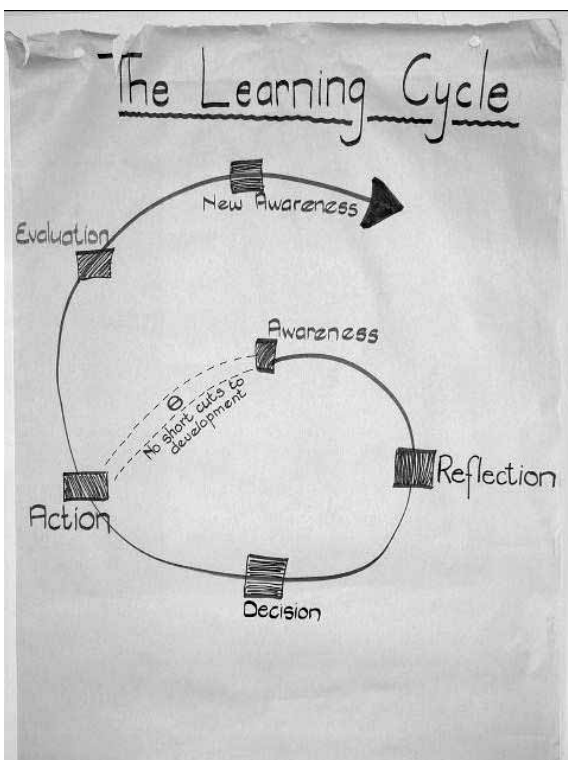 The Learning Cycle
New Awareness
Evaluation
Awareness
No short cuts to
development
Reflection
Action
Decision